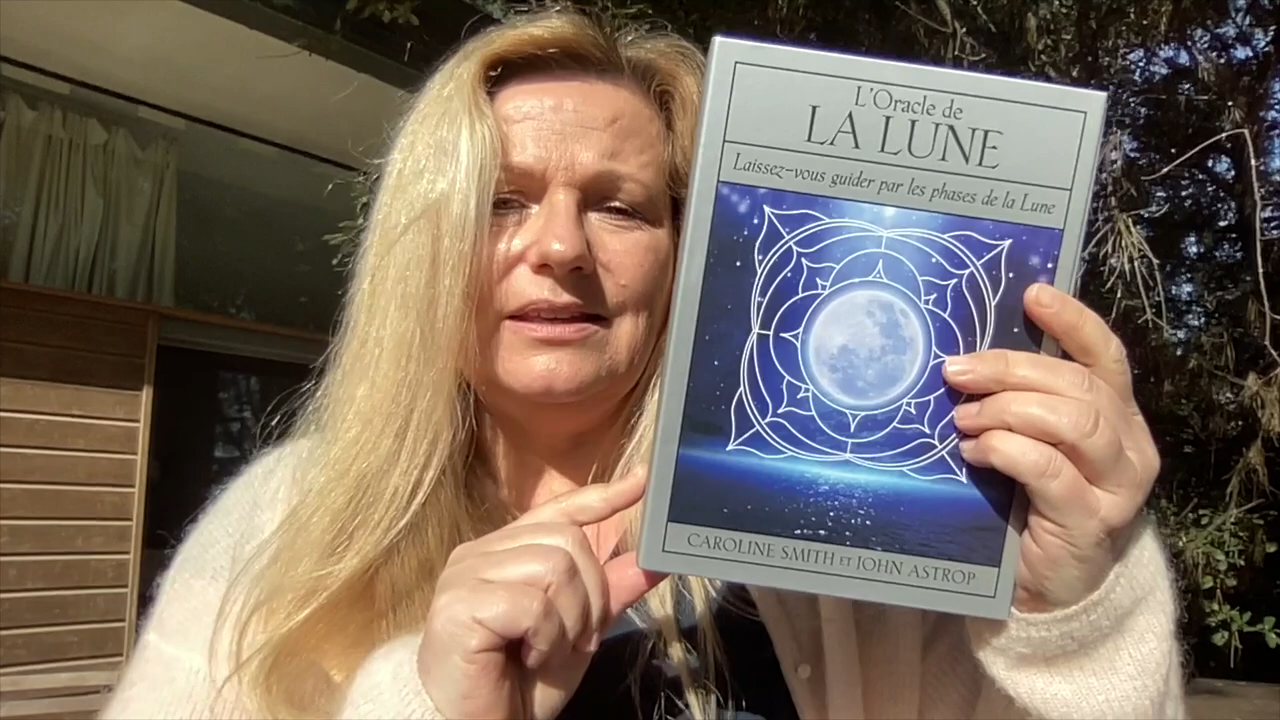 L'Oracle de
LA LUNE
Laissez-vous guider par les phases de la Lune
CAROLINE SMITH ET JOHN ASTROP